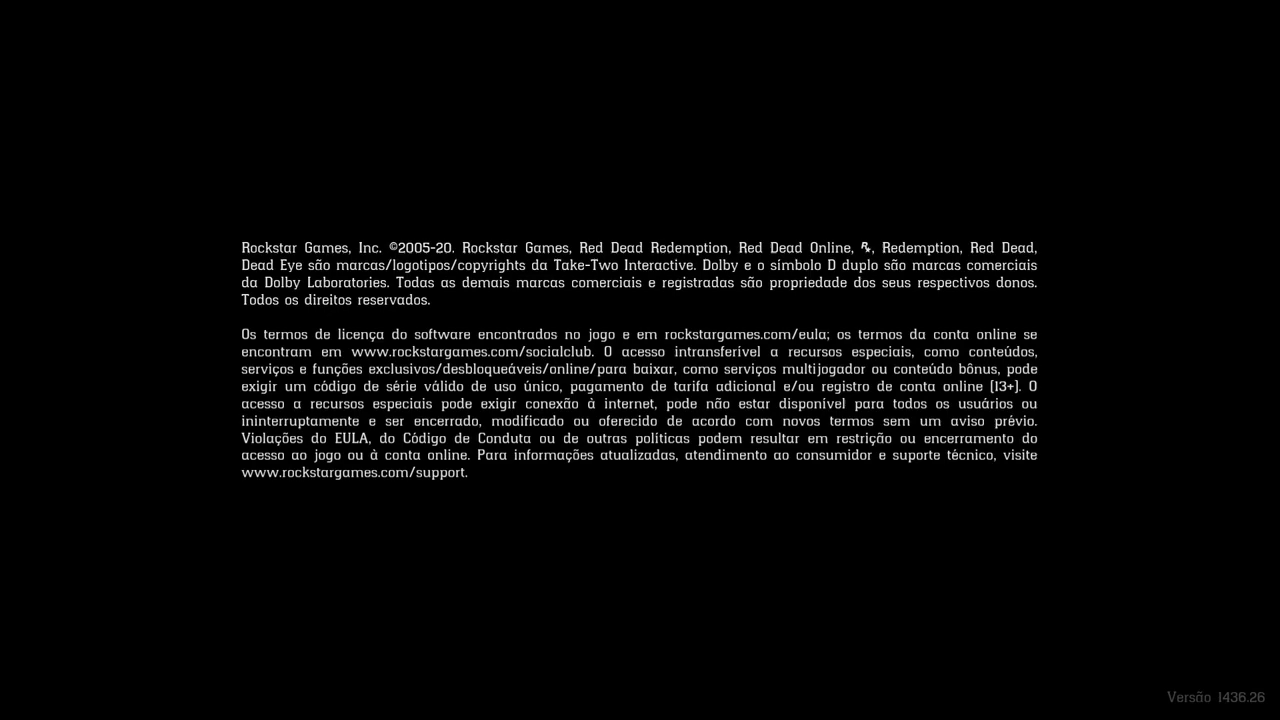 Rockstar Games, Inc. ©2005-20. Rockstar Games, Red Dead Redemption, Red Dead Online, , Redemption, Red Dead,
Dead Eye são marcas/logotipos/copyrights da Take-Two Interactive. Dolby e o símbolo D duplo são marcas comerciais
da Dolby Laboratories. Todas as demais marcas comerciais e registradas são propriedade dos seus respectivos donos.
Todos os direitos reservados.
Os termos de licença do software encontrados no jogo e em rockstargames.com/eula; os termos da conta online se
encontram em www.rockstargames.com/socialclub. O acesso intransferível a recursos especiais, como conteúdos,
serviços e funções exclusivos/desbloqueáveis/online/para baixar, como serviços multijogador ou conteúdo bônus, pode
exigir um código de série válido de uso único, pagamento de tarifa adicional e/ou registro de conta online (13+). O
acesso a recursos especiais pode exigir conexão à internet, pode não estar disponível para todos os usuários ou
ininterruptamente e ser encerrado, modificado ou oferecido de acordo com novos termos sem um aviso prévio.
Violações do EULA, do Código de Conduta ou de outras políticas podem resultar em restrição ou encerramento do
acesso ao jogo ou à conta online. Para informações atualizadas, atendimento ao consumidor e suporte técnico, visite
www.rockstargames.com/support.
Versão 1436.26